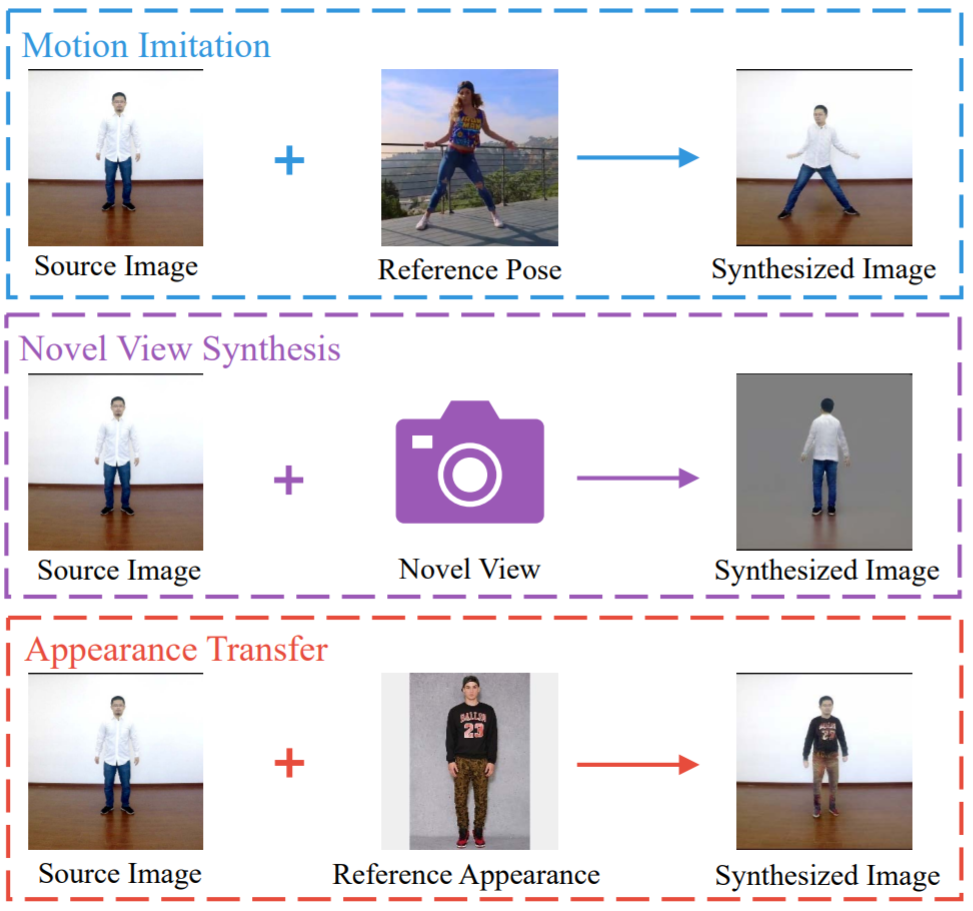 Motion Imitation
Source Image
Reference Pose
Synthesized Image
Novel View Synthesis
Source Image
Novel View
Synthesized Image
Appearance Transfer
23
Source Image
Reference Appearance
Synthesized Image